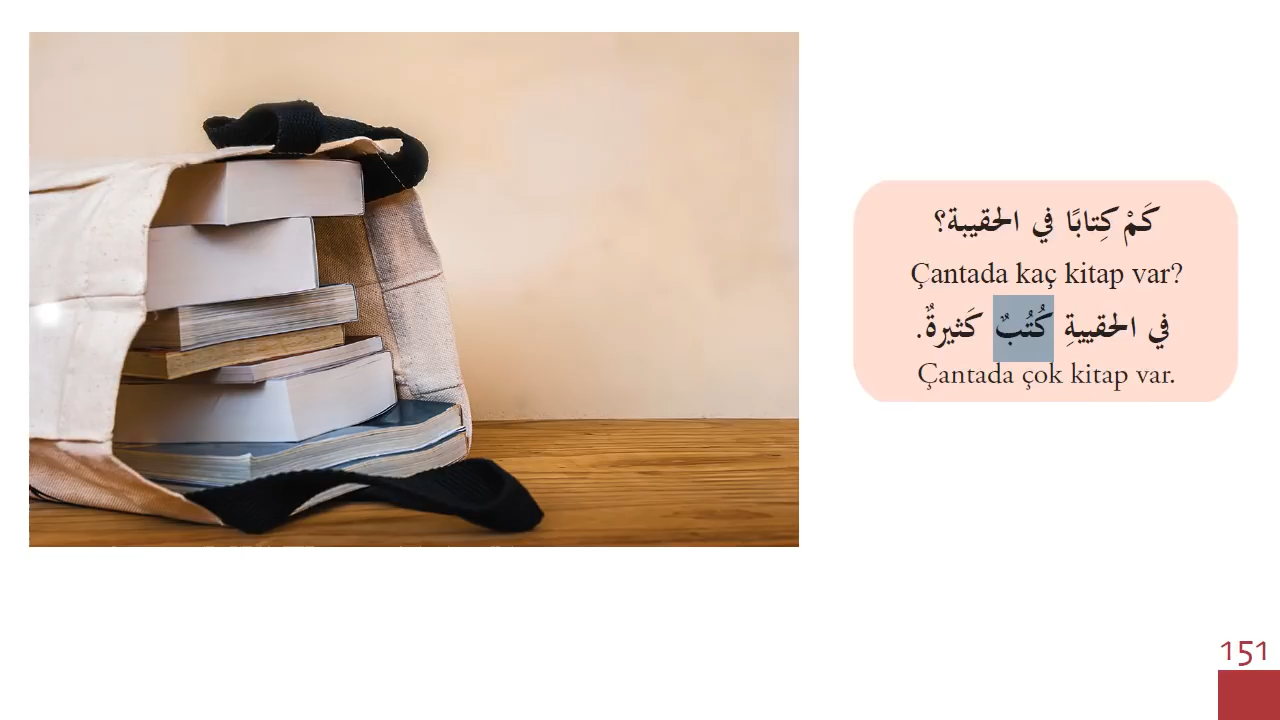 كَمْ كِتابًا في الحقيبة؟
Çantada kaç kitap var?
في الحقيبةِ كُتُبٌ كَثيرةٌ.
Çantada çok kitap var.
151